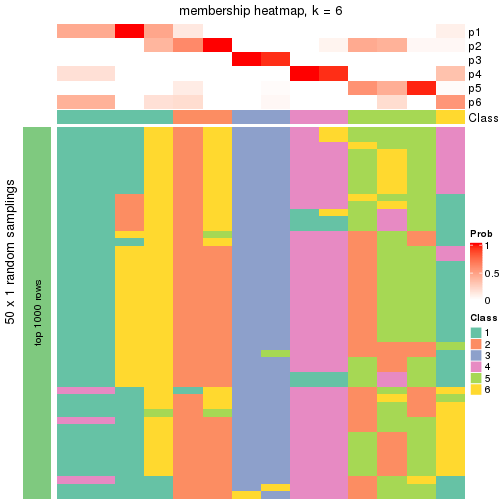 membership heatmap, k = 6
p1
p2
p3
p4
p5
p6
Class
50 x 1 random samplings
top 1000 rows
Prob
1
0.5
0
Class
1
2
3
4
5
6